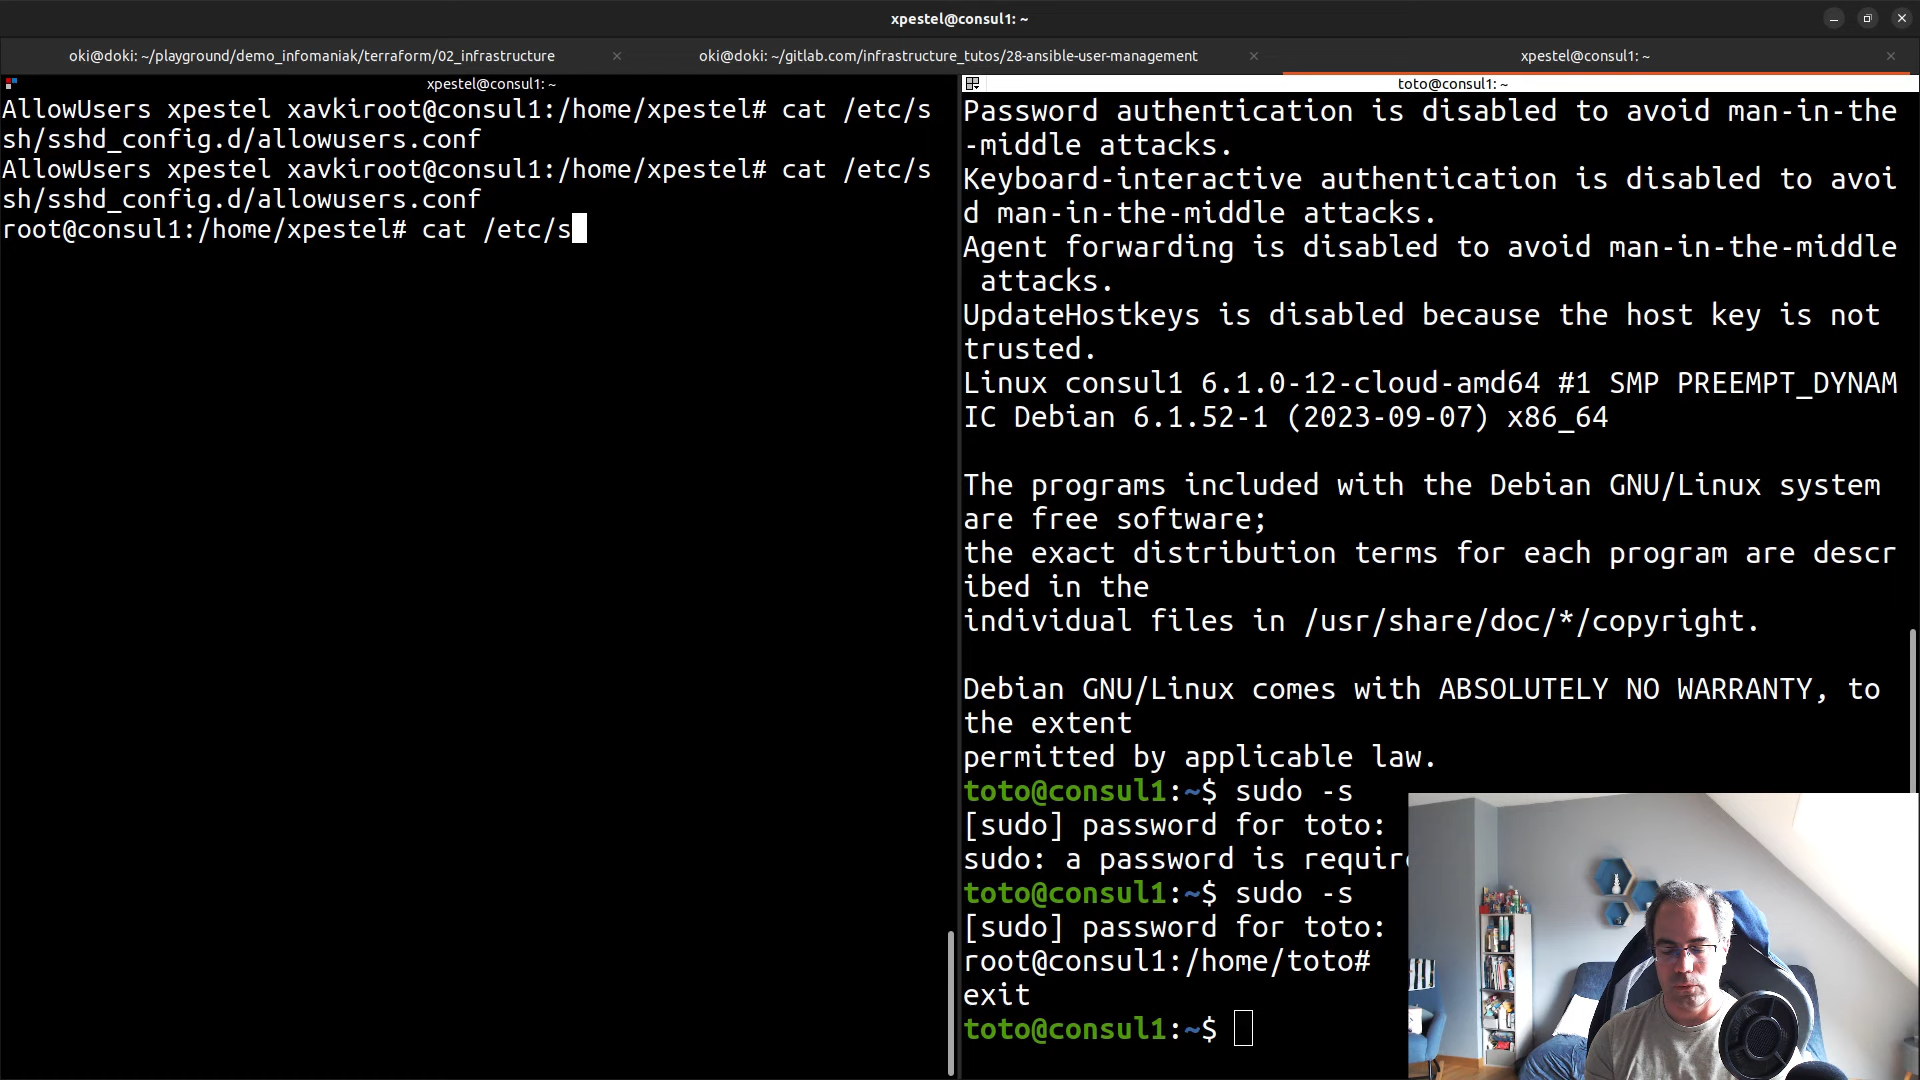 xpestel@consul1: ~
oki@doki: ~/playground/demo_infomaniak/terraform/02_infrastructure
oki@doki: ~/gitlab.com/infrastructure_tutos/28-ansible-user-management
xpestel@consul1: ~
xpestel@consul1: ~
AllowUsers xpestel xavkiroot@consul1:/home/xpestel# cat /etc/s
sh/sshd_config.d/allowusers.conf
AllowUsers xpestel xavkiroot@consul1:/home/xpestel# cat /etc/s
sh/sshd_config.d/allowusers.conf
root@consul1:/home/xpestel# cat /etc/s
toto@consul1: ~
Password authentication is disabled to avoid man-in-the
-middle attacks.
Keyboard-interactive authentication is disabled to avoi
d man-in-the-middle attacks.
Agent forwarding is disabled to avoid man-in-the-middle
 attacks.
UpdateHostkeys is disabled because the host key is not
trusted.
Linux consul1 6.1.0-12-cloud-amd64 #1 SMP PREEMPT_DYNAM
IC Debian 6.1.52-1 (2023-09-07) x86_64
The programs included with the Debian GNU/Linux system
are free software;
the exact distribution terms for each program are descr
ibed in the
individual files in /usr/share/doc/*/copyright.
Debian GNU/Linux comes with ABSOLUTELY NO WARRANTY, to
the extent
permitted by applicable law.
toto@consul1:~$ sudo -s
[sudo] password for toto:
sudo: a password is require
toto@consul1:~$ sudo -s
[sudo] password for toto:
root@consul1:/home/toto#
exit
toto@consul1:~$